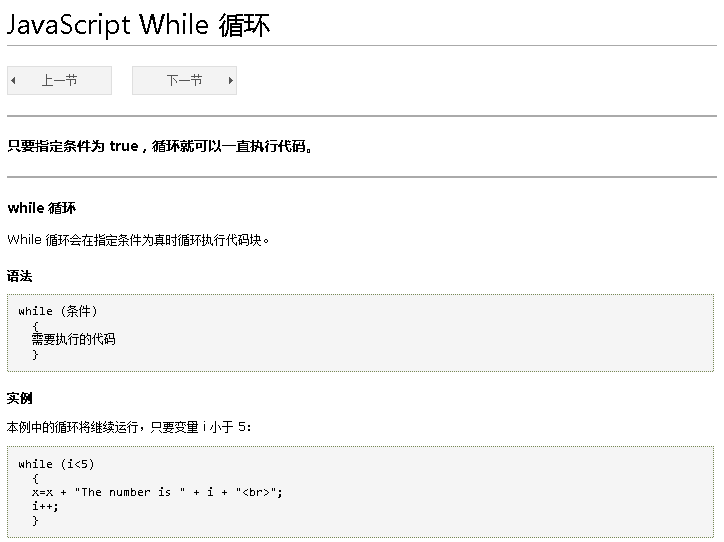 JavaScript While 循环
上一节
下一节
只要指定条件为 true，循环就可以一直执行代码。
while 循环
While 循环会在指定条件为真时循环执行代码块。
语法
while (条件)
  {
  需要执行的代码
  }
实例
本例中的循环将继续运行，只要变量 i 小于 5：
while (i<5)
  {
  x=x + "The number is " + i + "<br>";
  i++;
  }